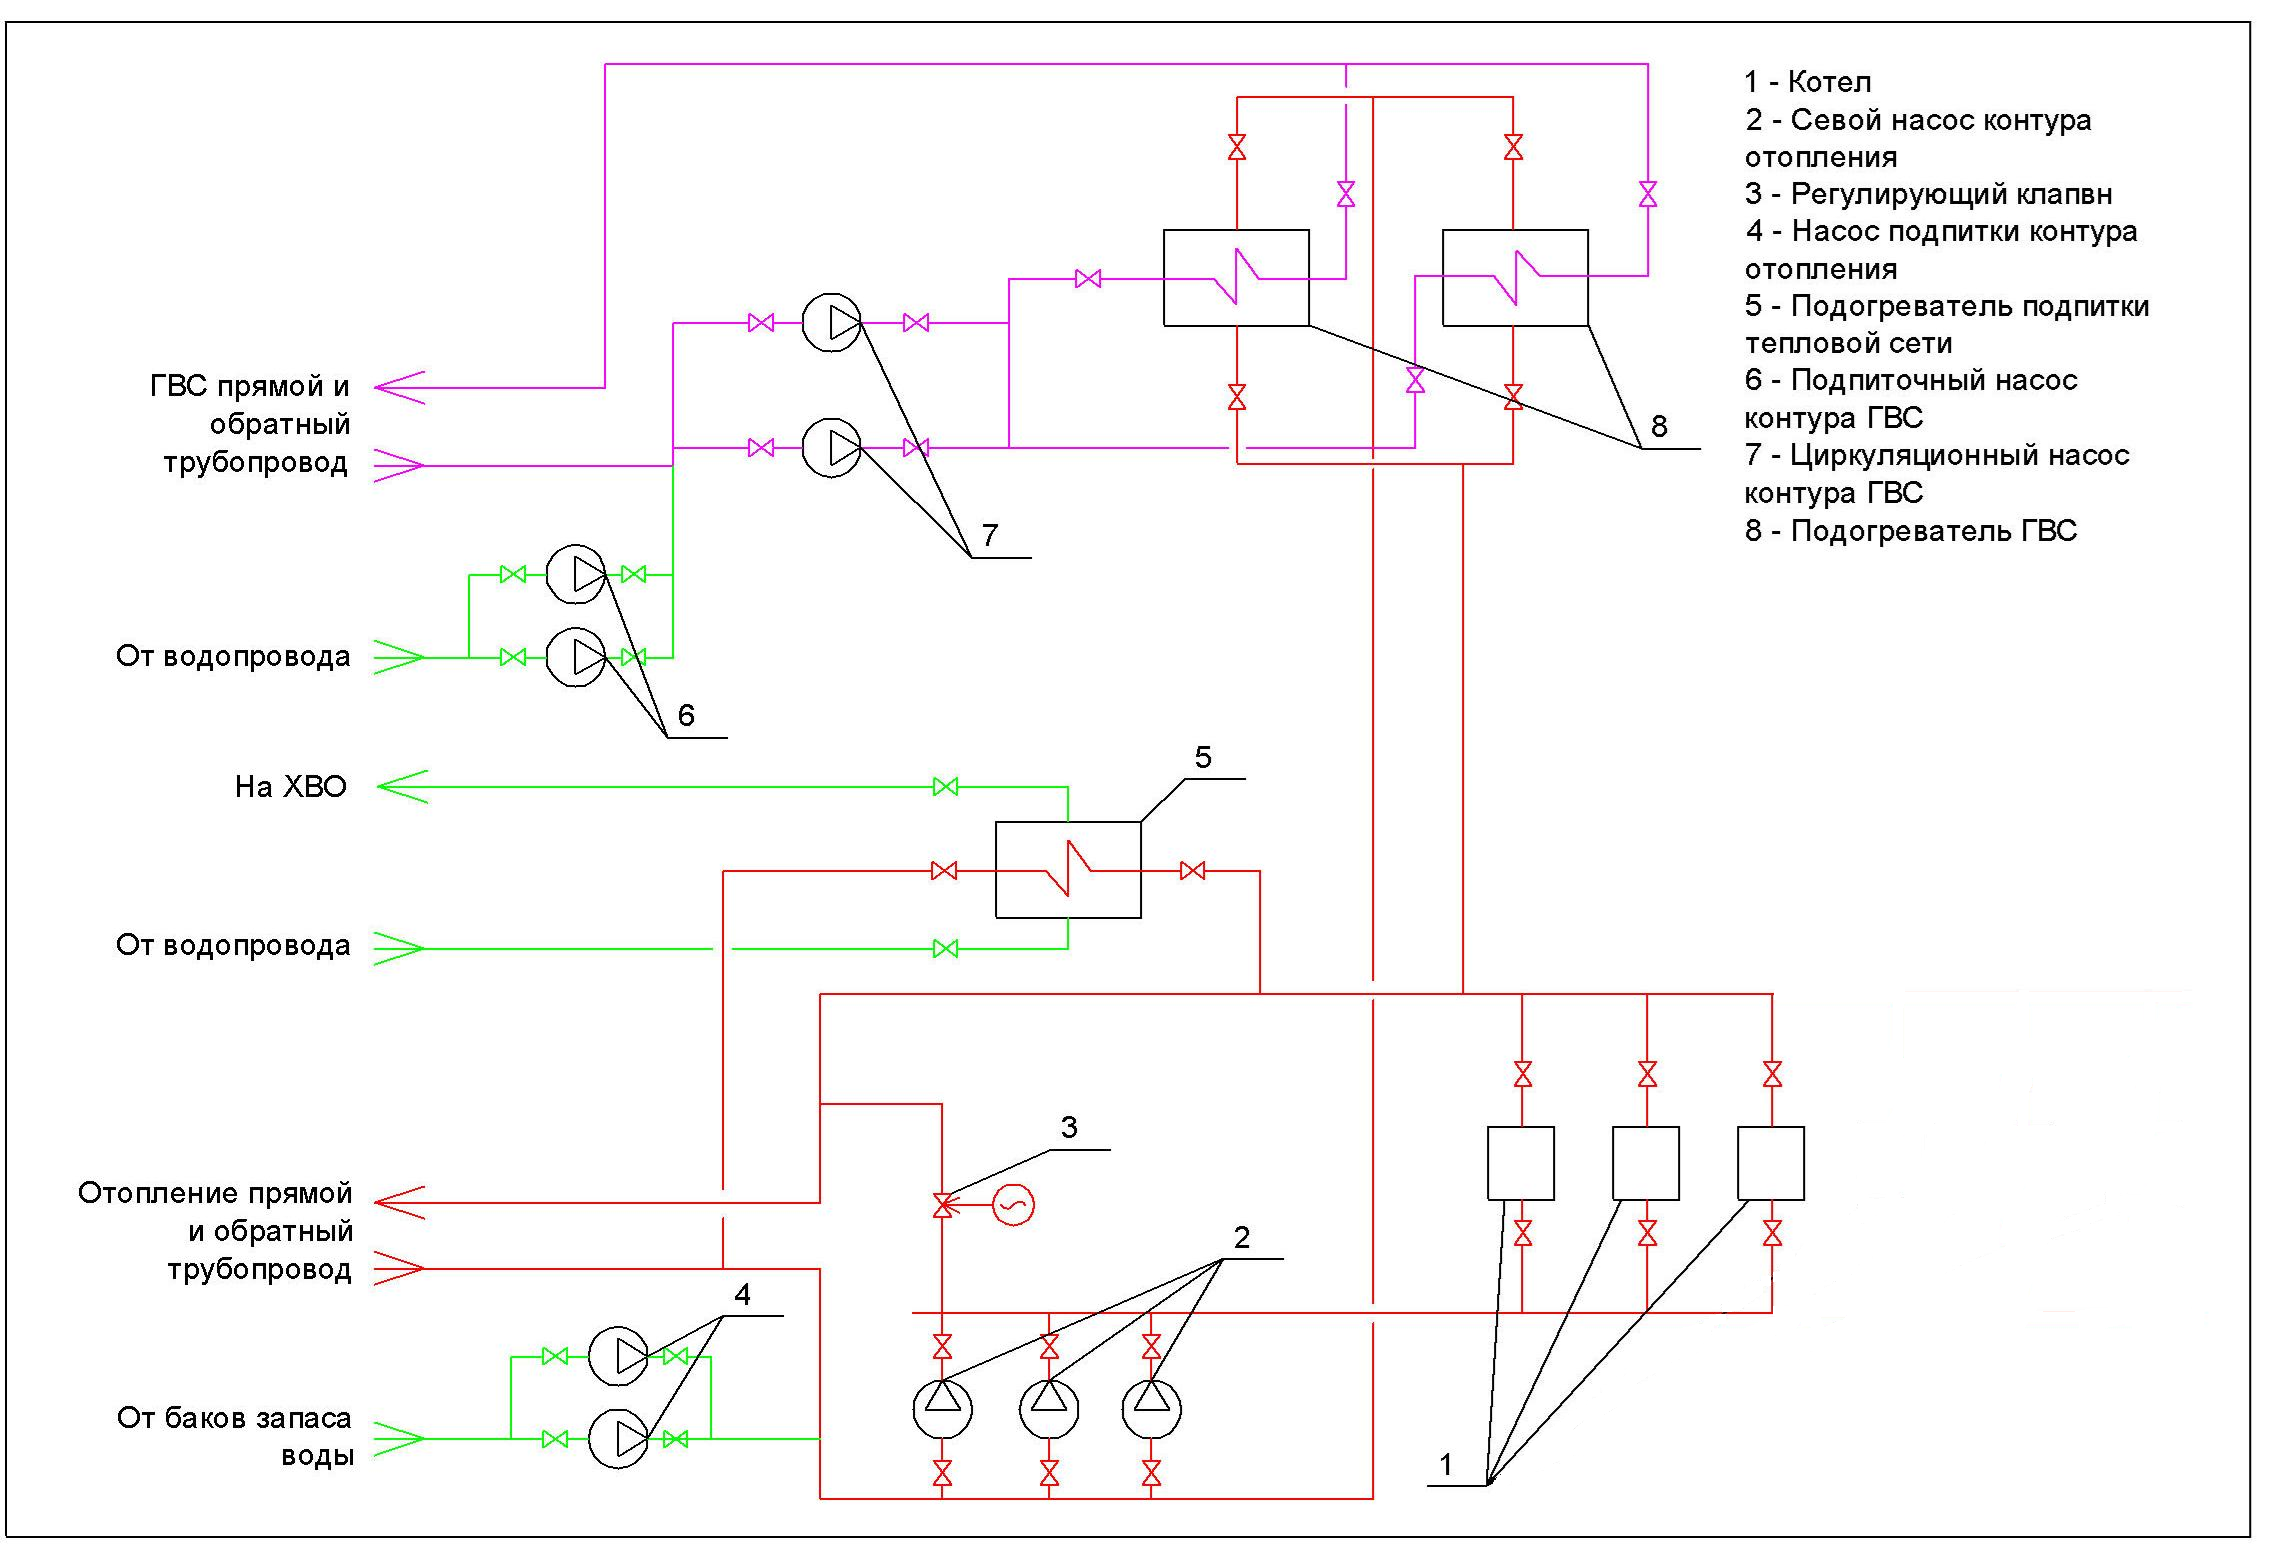 1 - Котел
2 - Севой насос контура
отопления
3 - Регулирующий клапвн
4 - Насос подпитки контура
отопления
5 - Подогреватель подпитки
тепловой сети
6 - Подпиточный насос
контура ГВС
7 - Циркуляционный насос
контура ГВС
8 - Подогреватель ГВС
ГВС прямой и
обратный
трубопровод
8
7
От водопровода
6
На ХВО
5
От водопровода
3
Отопление прямой
и обратный
трубопровод
2
4
От баков запаса
воды
1